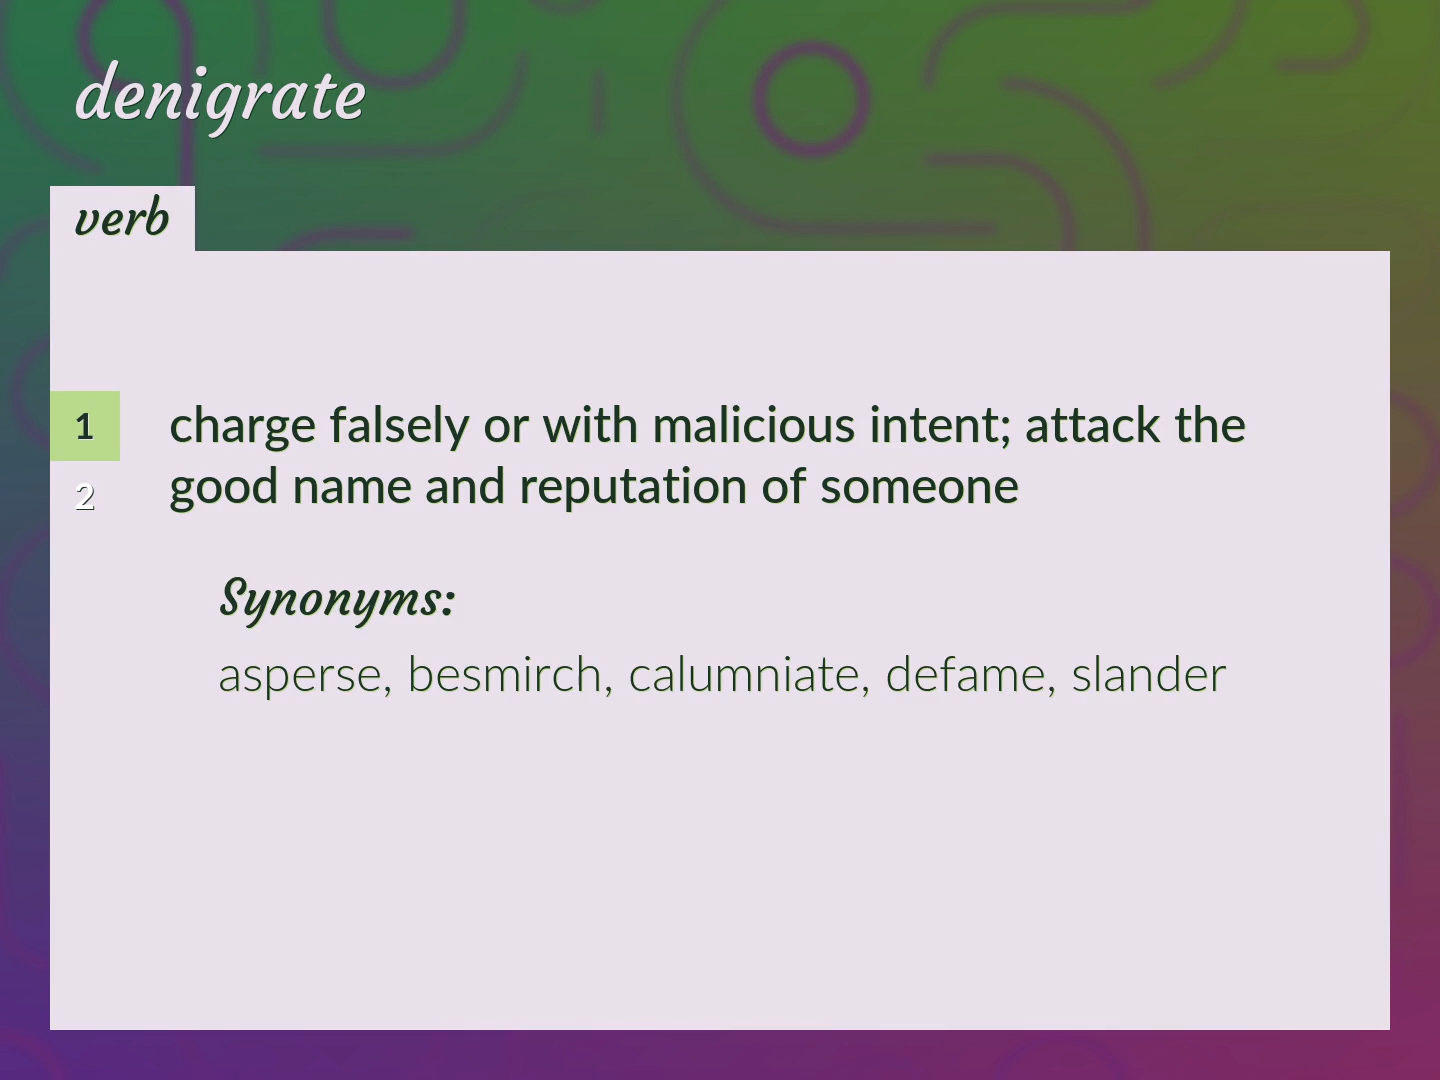 denigrate
verb
1
charge falsely or with malicious intent; attack the
2
good name and reputation of someone
Synonyms:
asperse, besmirch, calumniate, defame, slander